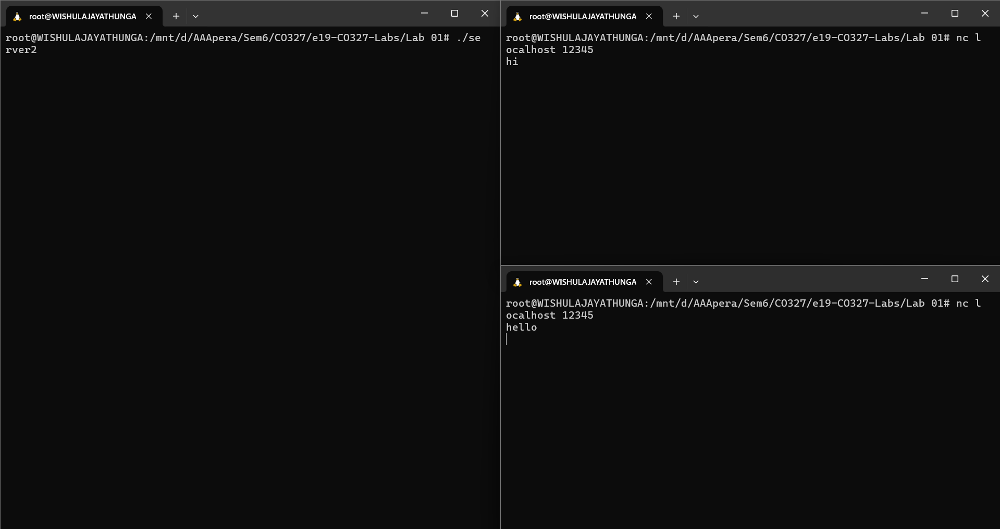 root@WISHULAJAYATHUNGA
root@WISHULAJAYATHUNGA:/mnt/d/AAApera/Sem6/CO327/e19-CO327-Labs/Lab 01# ./se
rver2
root@WISHULAJAYATHUNGA
root@WISHULAJAYATHUNGA:/mnt/d/AAApera/Sem6/CO327/e19-CO327-Labs/Lab 01# nc l
ocalhost 12345
hi
root@WISHULAJAYATHUNGA
root@WISHULAJAYATHUNGA:/mnt/d/AAApera/Sem6/CO327/e19-CO327-Labs/Lab 01# nc l
ocalhost 12345
hello